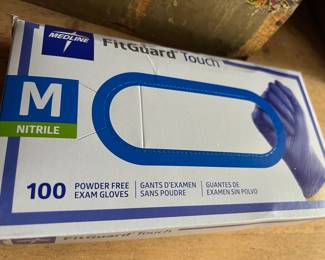 MEDLINE
FitGuard® Touch
M
NITRILE
100 POWDER FREE EXAM GLOVES
GANTS D'EXAMEN SANS POUDRE
GUANTES DE EXAMEN SIN POLVO
FitGuard® Touch